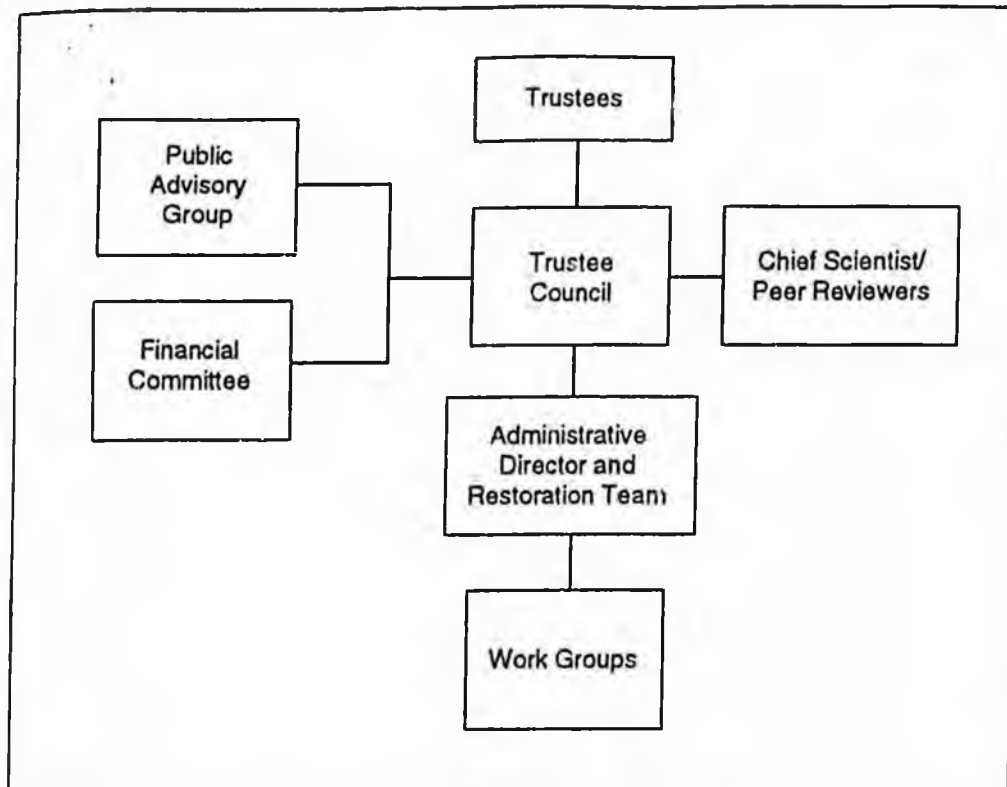 Trustees
Public
Advisory
Group
Trustee
Council
Chief Scientist/
Peer Reviewers
Financial
Committee
Administrative
Director and
Restoration Team
Work Groups